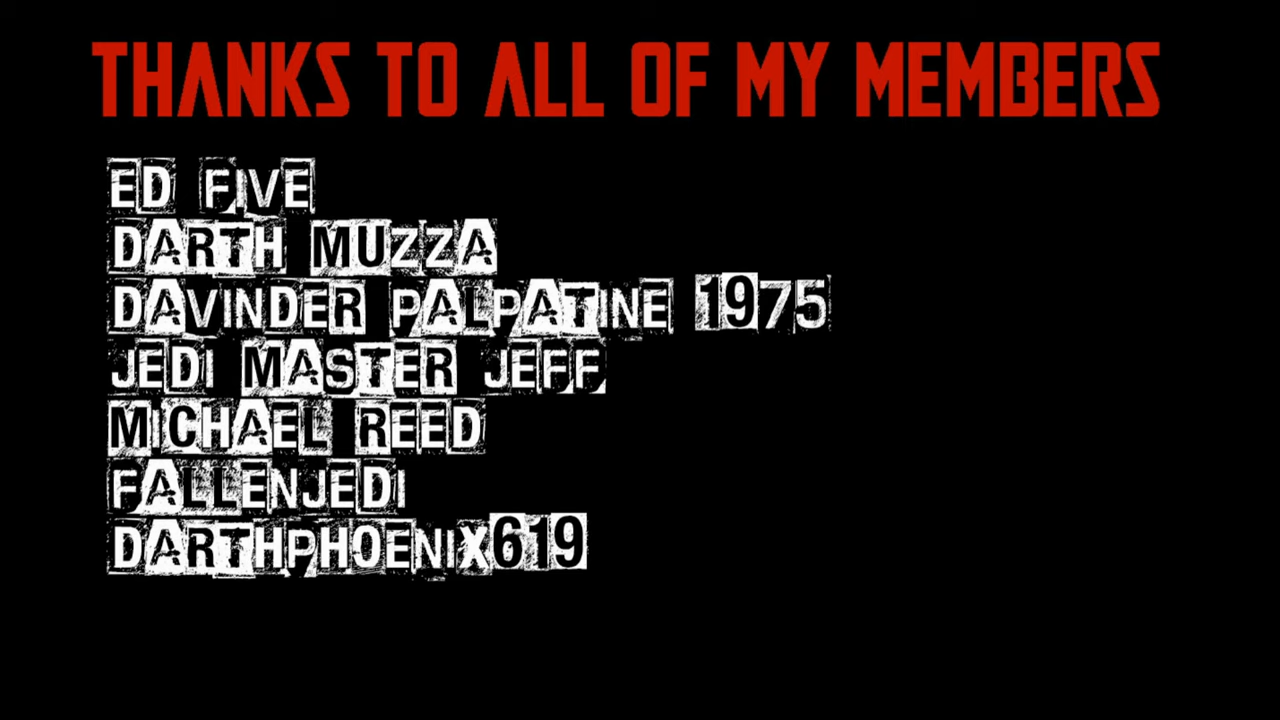 THANKS TO ALL OF MY MEMBERS
ED FIVE
DARTH MUZZA
DAVINDER PALPATINE 1975
JEDI MASTER JEFF
MICHAEL REED
FALLENJEDI
DARTHPHOENIX619